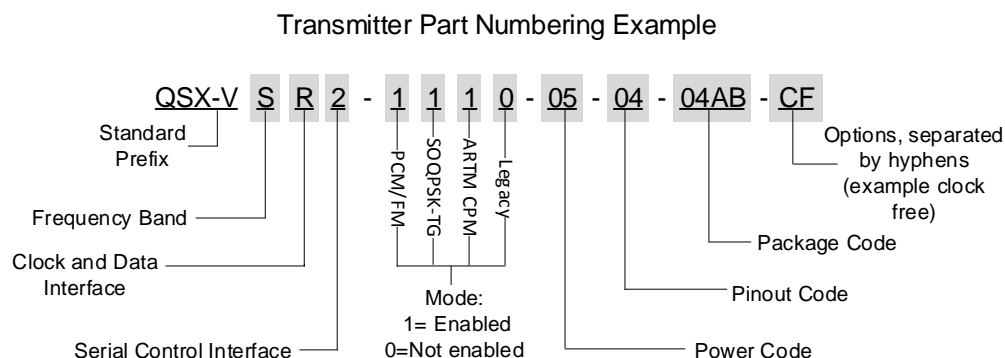 Transmitter Part Numbering Example
QSX-V S R 2 - 1 1 1 0 - 05 - 04 - 04AB - CF
Standard
Prefix
PCM/FM
SOQPSK-TG
ARTM CPM
Legacy
Options, separated
by hyphens
(example clock
free)
Frequency Band
Package Code
Clock and Data
Interface
Mode:
1= Enabled
0=Not enabled
Pinout Code
Serial Control Interface
Power Code